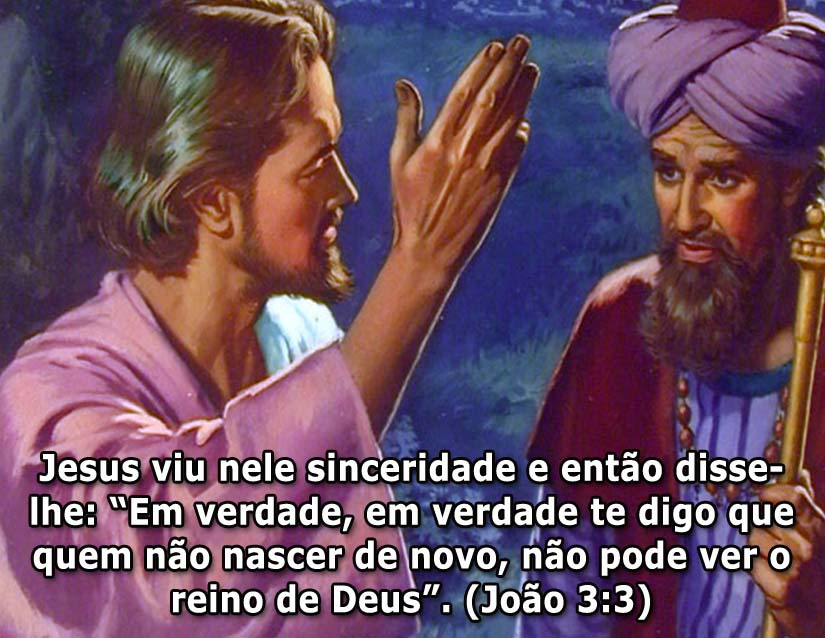 Jesus viu nele sinceridade e então disse-
lhe: “Em verdade, em verdade te digo que
quem não nascer de novo, não pode ver o
reino de Deus”. (João 3:3)